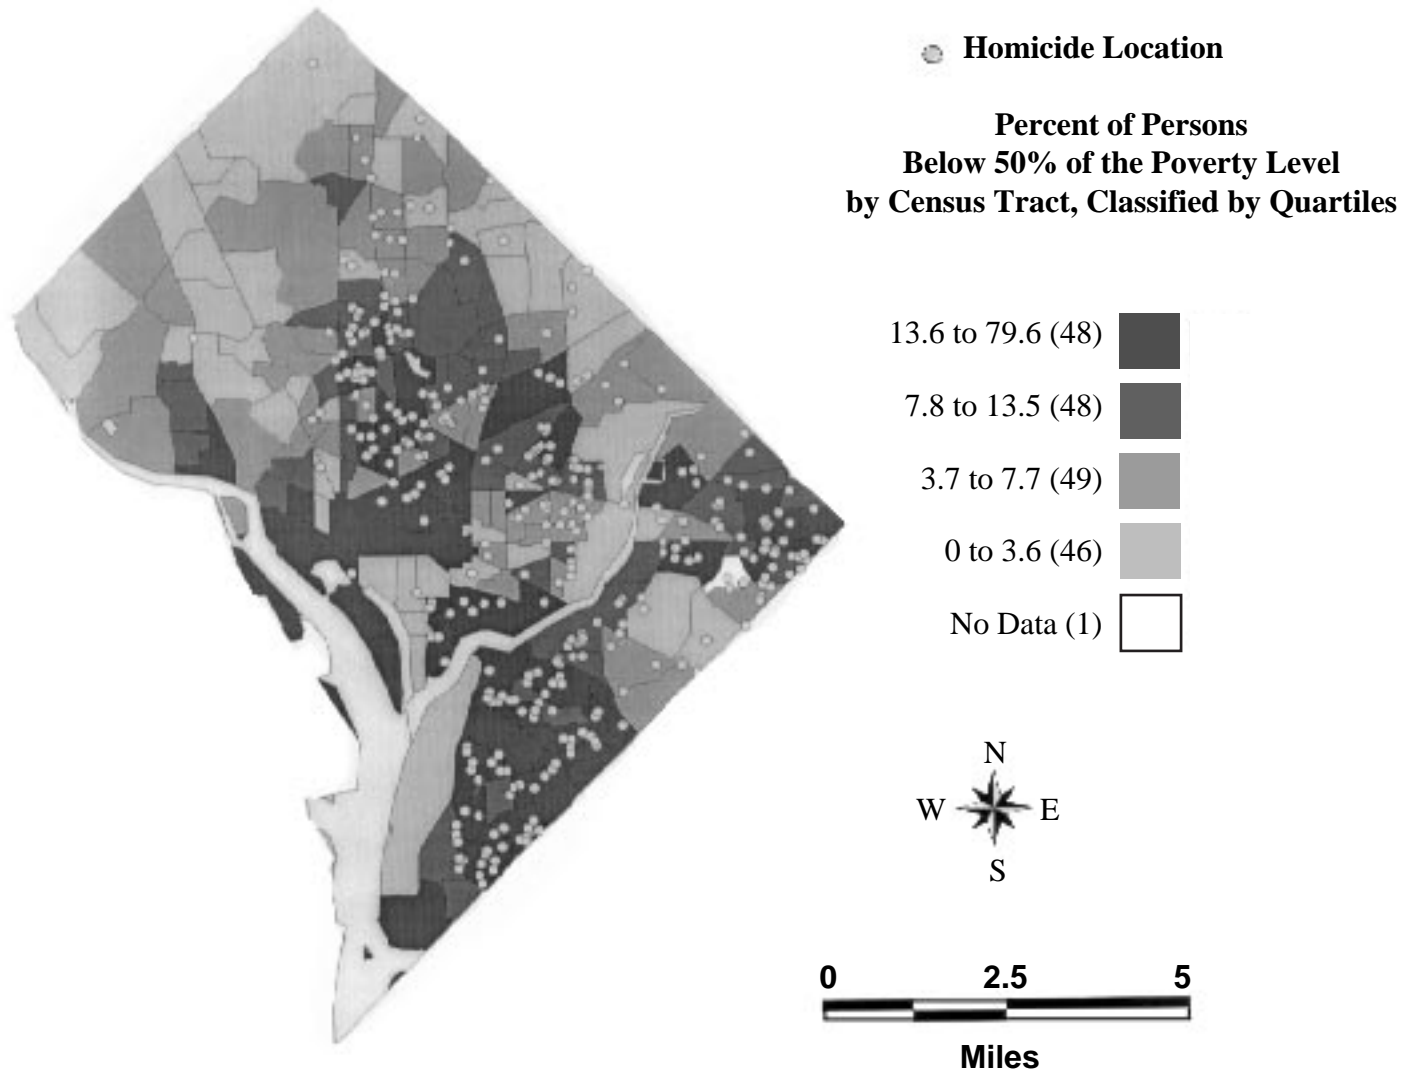 Homicide Location
Percent of Persons
Below 50% of the Poverty Level
by Census Tract, Classified by Quartiles
13.6 to 79.6 (48)
7.8 to 13.5 (48)
3.7 to 7.7 (49)
0 to 3.6 (46)
No Data (1)
N
W E
S
0 2.5 5
Miles